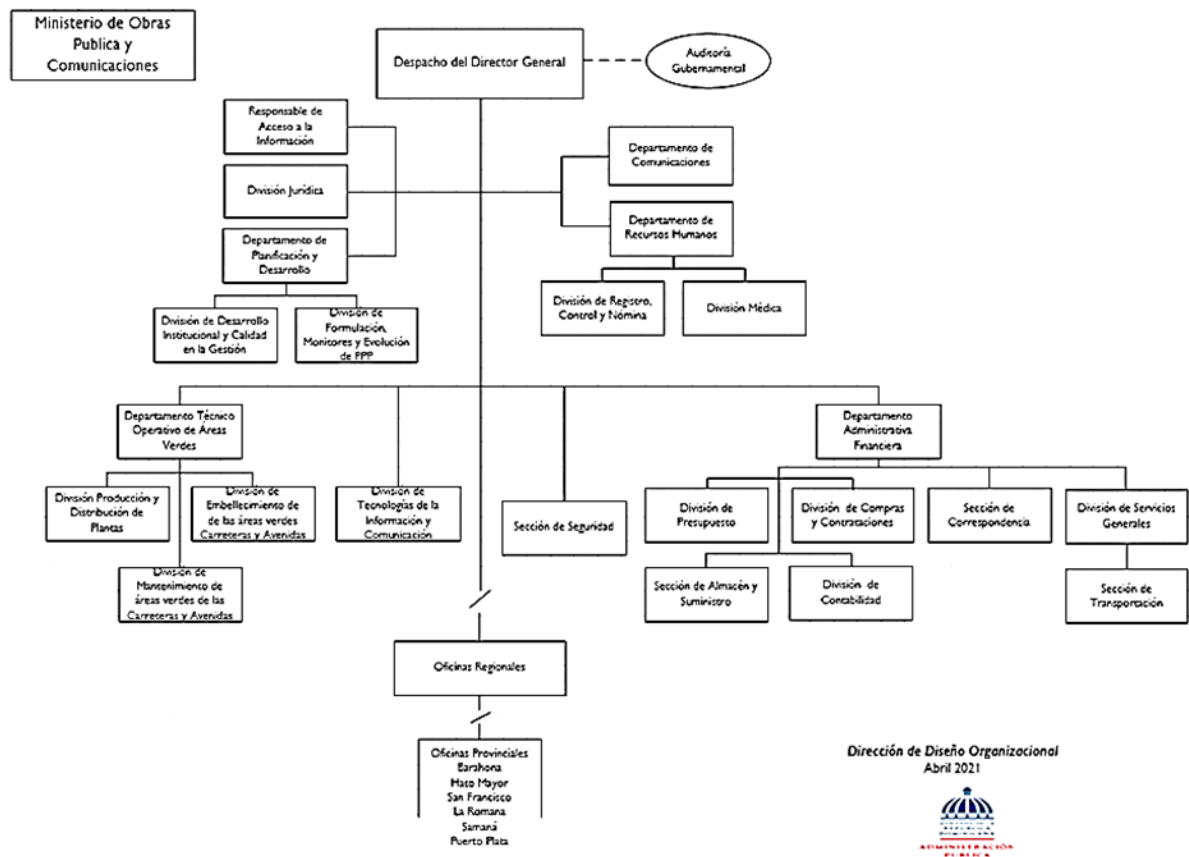 Ministerio de Obras
Publica y
Comunicaciones
Despacho del Director General
Auditoría
Gubernamental
Responsable de
Acceso a la
Información
División Jurídica
Departamento de
Planificación y
Desarrollo
Departamento de
Comunicaciones
Departamento de
Recursos Humanos
División de Desarrollo
Institucional y Calidad
en la Gestión
División de
Formulación,
Monitores y Evolución
de PPP
División de Registro,
Control y Nómina
División Médica
Departamento Técnico
Operativo de Áreas
Verdes
Departamento
Administrativa
Financiera
División Producción y
Distribución de
Plantas
División de
Embellecimiento de
de las áreas verdes
Carreteras y Avenidas
División de
Tecnologías de la
Información y
Comunicación
Sección de Seguridad
División de
Presupuesto
División de Compras
y Contrataciones
Sección de
Correspondencia
División de Servicios
Generales
División de
Mantenimiento de
áreas verdes de las
Carreteras y Avenidas
Sección de Almacén y
Suministro
División de
Contabilidad
Sección de
Transportación
Oficinas Regionales
Oficinas Provinciales
Barahona
Hato Mayor
San Francisco
La Romana
Samaná
Puerto Plata
Dirección de Diseño Organizacional
Abril 2021
REPÚBLICA
DOMINICANA
ADMINISTRACIÓN
PÚBLICA